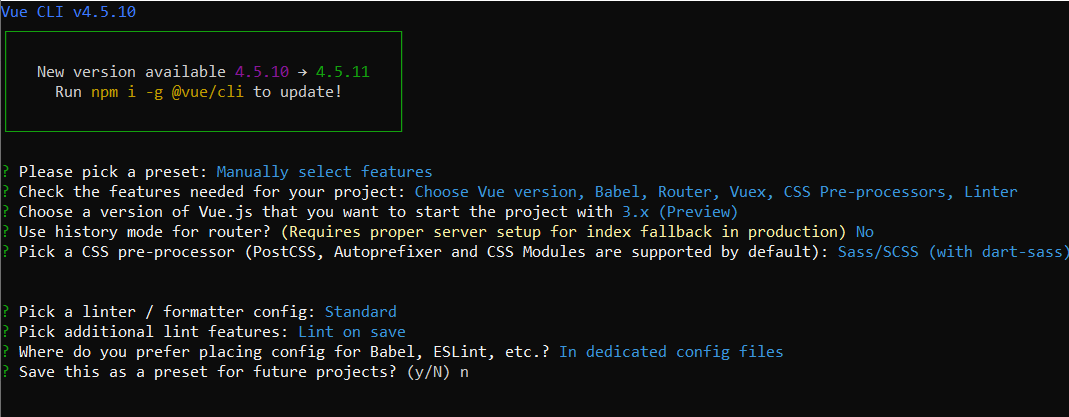 Vue CLI v4.5.10
New version available 4.5.10 → 4.5.11
Run npm i -g @vue/cli to update!
? Please pick a preset: Manually select features
? Check the features needed for your project: Choose Vue version, Babel, Router, Vuex, CSS Pre-processors, Linter
? Choose a version of Vue.js that you want to start the project with 3.x (Preview)
? Use history mode for router? (Requires proper server setup for index fallback in production) No
? Pick a CSS pre-processor (PostCSS, Autoprefixer and CSS Modules are supported by default): Sass/SCSS (with dart-sass)
? Pick a linter / formatter config: Standard
? Pick additional lint features: Lint on save
? Where do you prefer placing config for Babel, ESLint, etc.? In dedicated config files
? Save this as a preset for future projects? (y/N) n